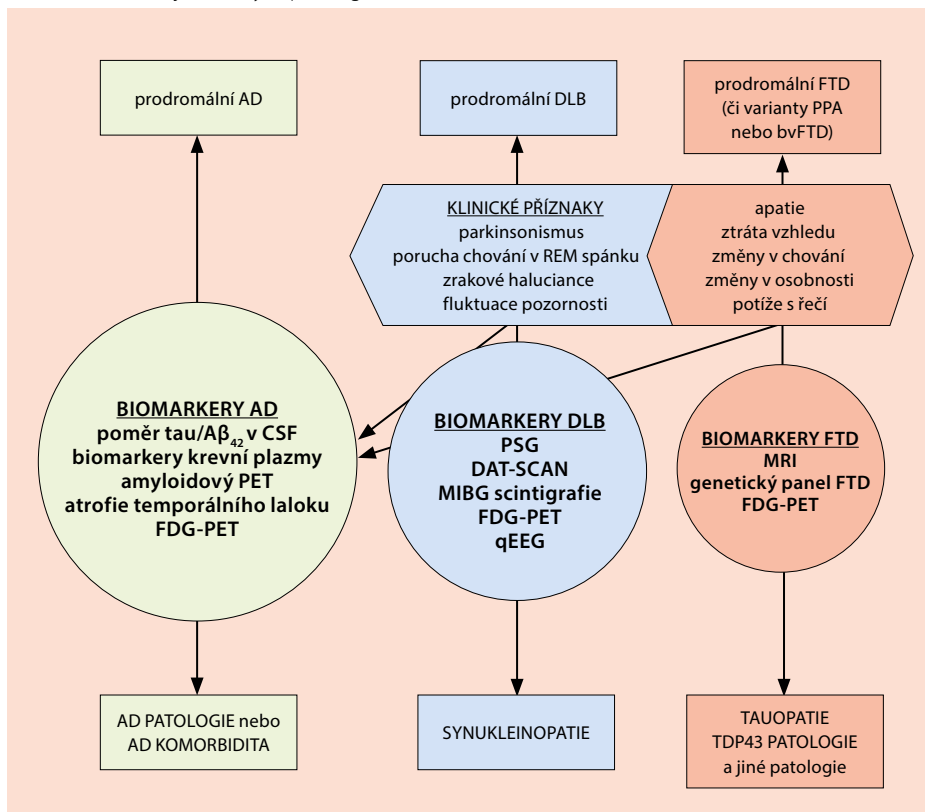 prodromální AD
prodromální DLB
prodromální FTD
(či varianty PPA
nebo bvFTD)
KLINICKÉ PŘÍZNAKY
parkinsonismus
porucha chování v REM spánku
zrakové haluciance
fluktuace pozornosti
apatie
ztráta vzhledu
změny v chování
změny v osobnosti
potíže s řečí
BIOMARKERY AD
poměr tau/Aβ₄₂ v CSF
biomarkery krevní plazmy
amyloidový PET
atrofie temporálního laloku
FDG-PET
BIOMARKERY DLB
PSG
DAT-SCAN
MIBG scintigrafie
FDG-PET
qEEG
BIOMARKERY FTD
MRI
genetický panel FTD
FDG-PET
AD PATOLOGIE nebo
AD KOMORBIDITA
SYNUKLEINOPATIE
TAUOPATIE
TDP43 PATOLOGIE
a jiné patologie